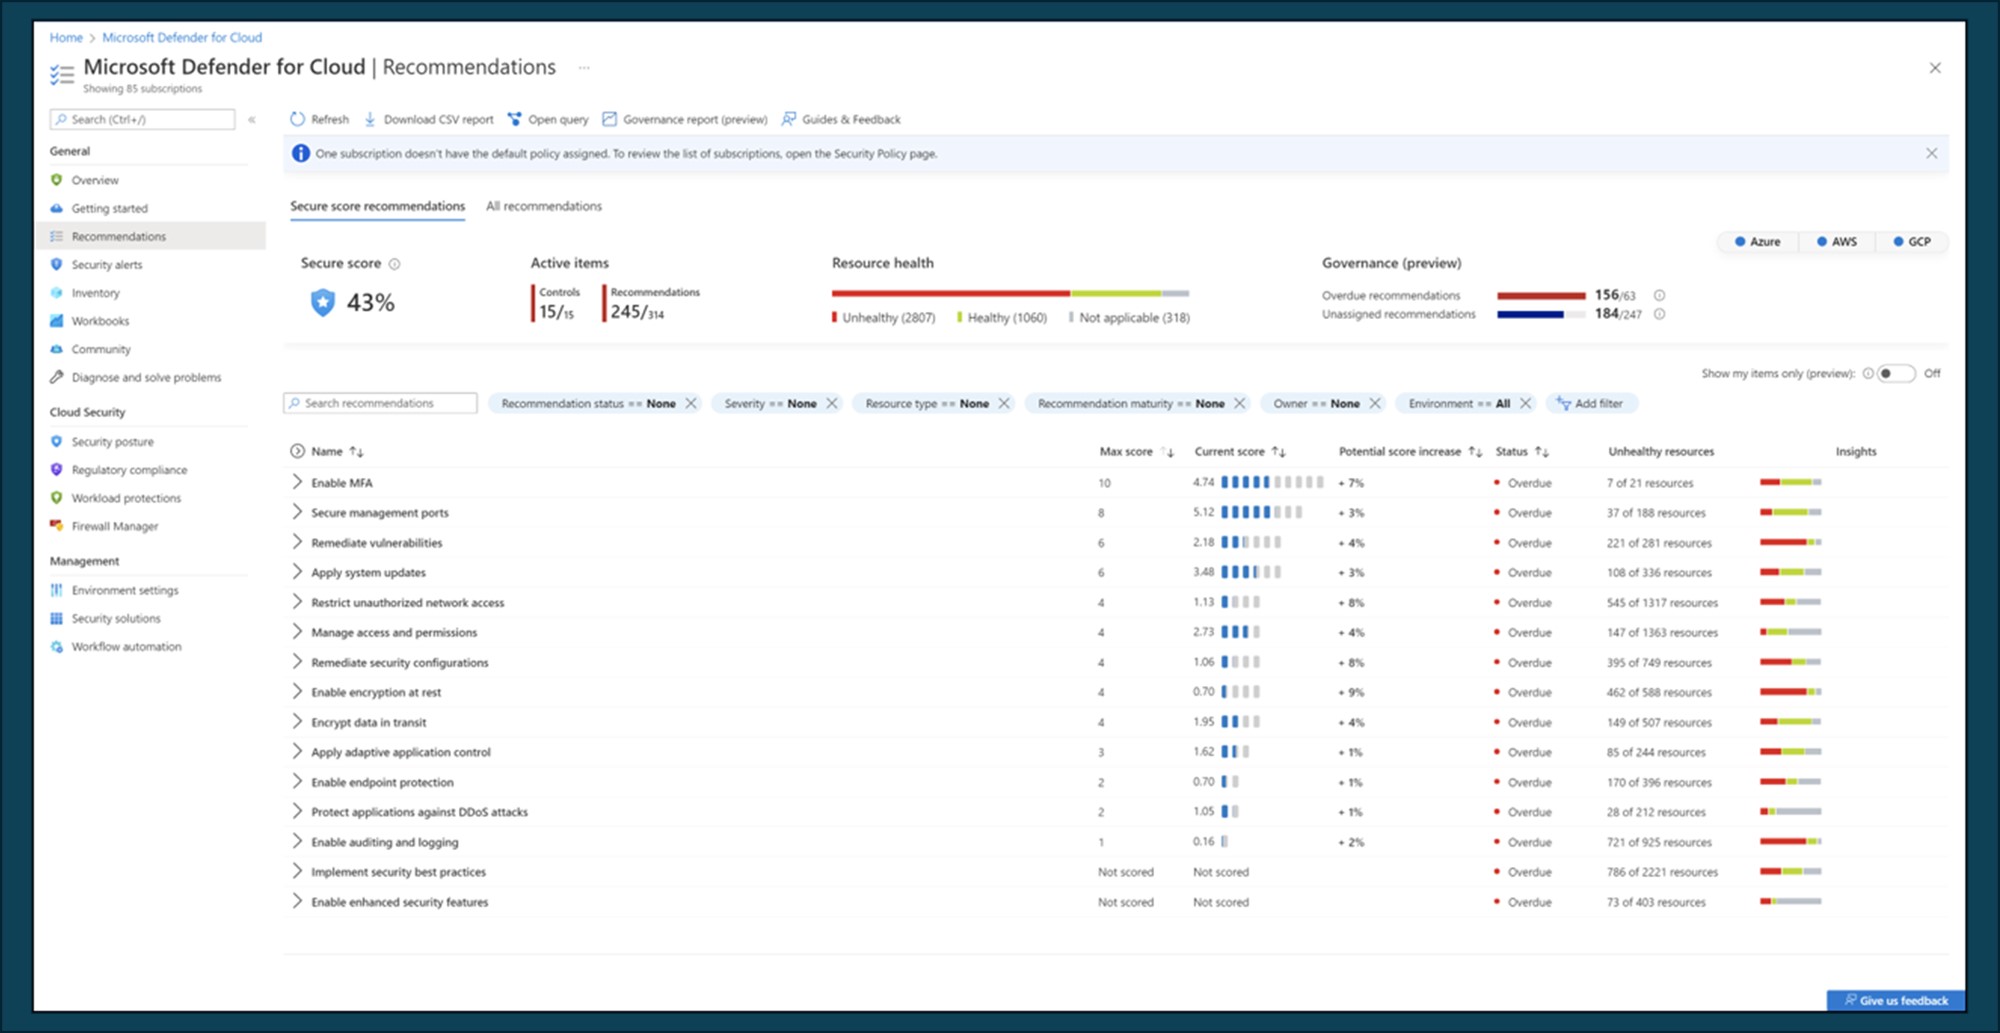 Home > Microsoft Defender for Cloud
Microsoft Defender for Cloud | Recommendations ...
Showing 85 subscriptions
Search (Ctrl+/) «
General
Overview
Getting started
Recommendations
Security alerts
Inventory
Workbooks
Community
Diagnose and solve problems
Cloud Security
Security posture
Regulatory compliance
Workload protections
Firewall Manager
Management
Environment settings
Security solutions
Workflow automation
Refresh Download CSV report Open query Governance report (preview) Guides & Feedback
One subscription doesn't have the default policy assigned. To review the list of subscriptions, open the Security Policy page.
Secure score recommendations All recommendations
Azure AWS GCP
Secure score
43%
Active items
Controls
15/15
Recommendations
245/314
Resource health
Unhealthy (2807) Healthy (1060) Not applicable (318)
Governance (preview)
Overdue recommendations 156/63
Unassigned recommendations 184/247
Show my items only (preview): Off
Search recommendations Recommendation status == None Severity == None Resource type == None Recommendation maturity == None Owner == None Environment == All Add filter
Name Max score Current score Potential score increase Status Unhealthy resources Insights
Enable MFA 10 4.74 + 7% Overdue 7 of 21 resources
Secure management ports 8 5.12 + 3% Overdue 37 of 188 resources
Remediate vulnerabilities 6 2.18 + 4% Overdue 221 of 281 resources
Apply system updates 6 3.48 + 3% Overdue 108 of 336 resources
Restrict unauthorized network access 4 1.13 + 8% Overdue 545 of 1317 resources
Manage access and permissions 4 2.73 + 4% Overdue 147 of 1363 resources
Remediate security configurations 4 1.06 + 8% Overdue 395 of 749 resources
Enable encryption at rest 4 0.70 + 9% Overdue 462 of 588 resources
Encrypt data in transit 4 1.95 + 4% Overdue 149 of 507 resources
Apply adaptive application control 3 1.62 + 1% Overdue 85 of 244 resources
Enable endpoint protection 2 0.70 + 1% Overdue 170 of 396 resources
Protect applications against DDoS attacks 2 1.05 + 1% Overdue 28 of 212 resources
Enable auditing and logging 1 0.16 + 2% Overdue 721 of 925 resources
Implement security best practices Not scored Not scored Overdue 786 of 2221 resources
Enable enhanced security features Not scored Not scored Overdue 73 of 403 resources
Give us feedback